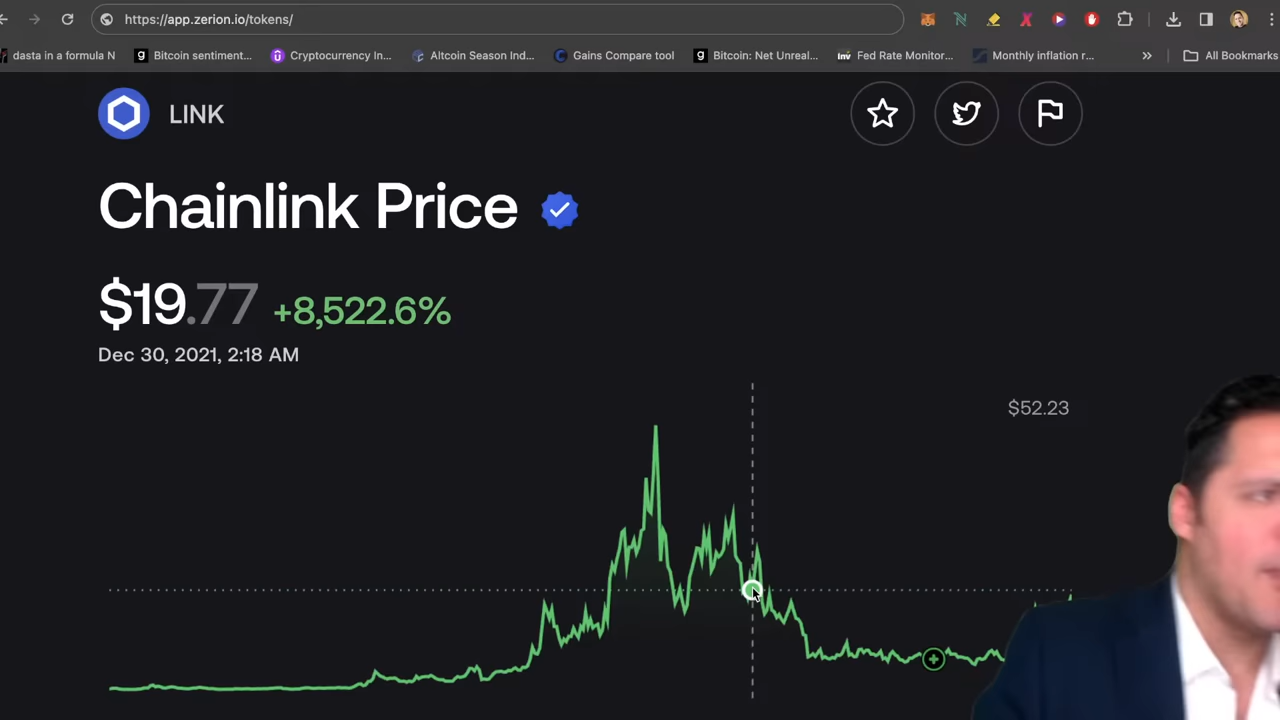 https://app.zerion.io/tokens/
dasta in a formula N
Bitcoin sentiment...
Cryptocurrency In...
Altcoin Season Ind...
Gains Compare tool
Bitcoin: Net Unreal...
Fed Rate Monitor...
Monthly inflation r...
»
All Bookmarks
LINK
Chainlink Price
$19.77 +8,522.6%
Dec 30, 2021, 2:18 AM
$52.23